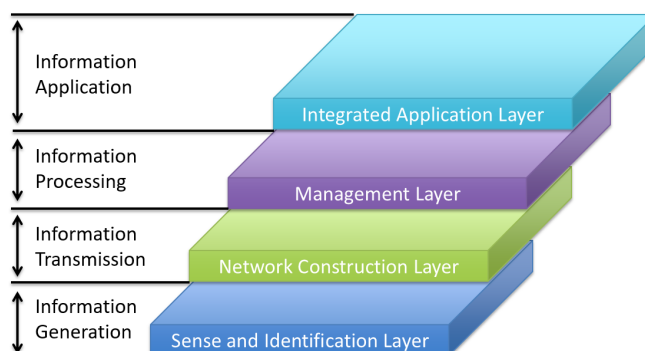 Information
Application
Integrated Application Layer
Information
Processing
Management Layer
Information
Transmission
Network Construction Layer
Information
Generation
Sense and Identification Layer